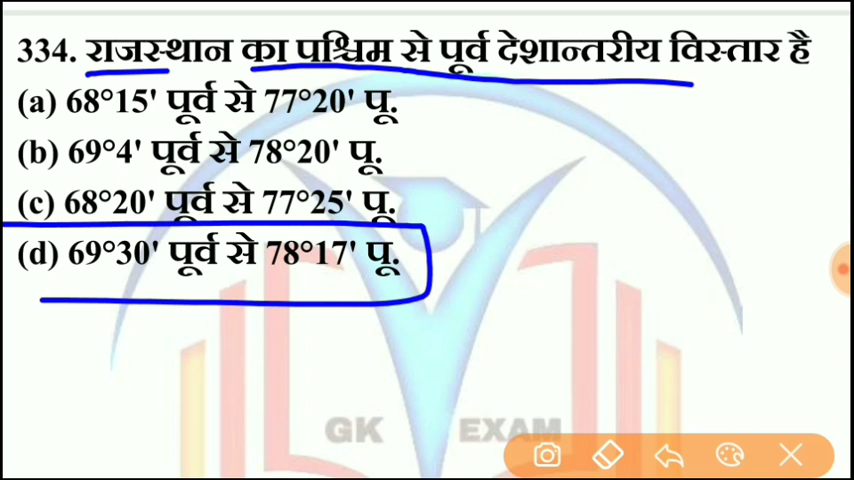 334. राजस्थान का पश्चिम से पूर्व देशान्तरीय विस्तार है
(a) 68°15' पूर्व से 77°20' पू.
(b) 69°4' पूर्व से 78°20' पू.
(c) 68°20' पूर्व से 77°25' पू.
(d) 69°30' पूर्व से 78°17' पू.
GK EXAM